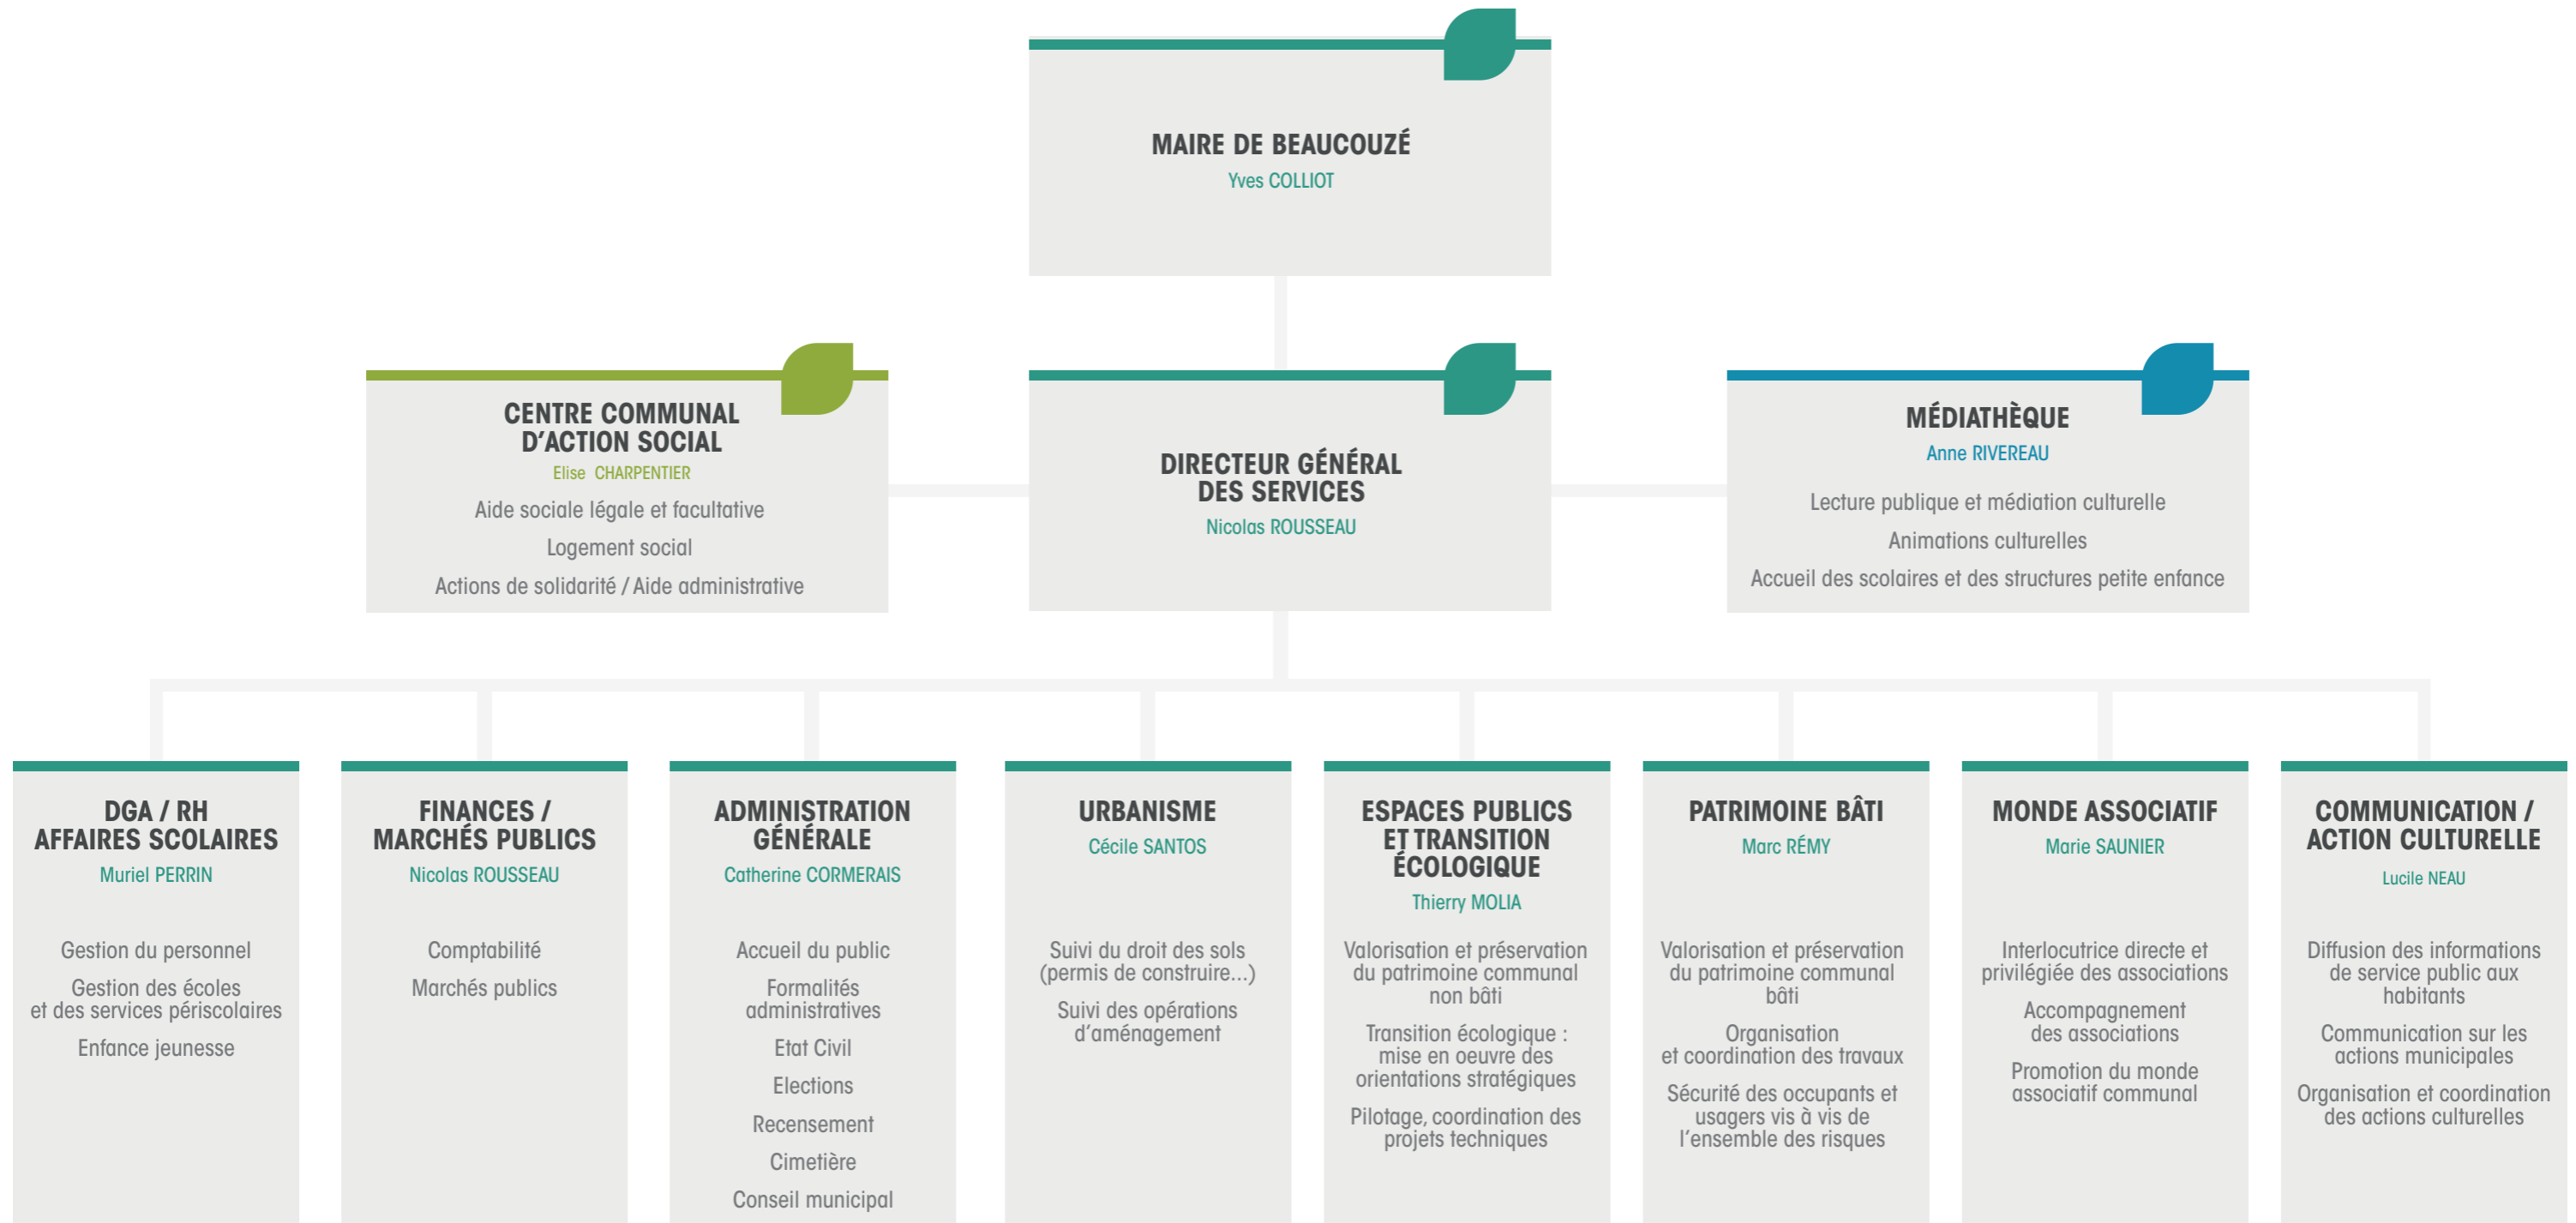 MAIRE DE BEAUCOUZÉ
Yves COLLIOT
CENTRE COMMUNAL
D'ACTION SOCIAL
Elise CHARPENTIER
Aide sociale légale et facultative
Logement social
Actions de solidarité / Aide administrative
DIRECTEUR GÉNÉRAL
DES SERVICES
Nicolas ROUSSEAU
MÉDIATHÈQUE
Anne RIVEREAU
Lecture publique et médiation culturelle
Animations culturelles
Accueil des scolaires et des structures petite enfance
DGA / RH
AFFAIRES SCOLAIRES
Muriel PERRIN
Gestion du personnel
Gestion des écoles
et des services périscolaires
Enfance jeunesse
FINANCES /
MARCHÉS PUBLICS
Nicolas ROUSSEAU
Comptabilité
Marchés publics
ADMINISTRATION
GÉNÉRALE
Catherine CORMERAIS
Accueil du public
Formalités
administratives
Etat Civil
Elections
Recensement
Cimetière
Conseil municipal
URBANISME
Cécile SANTOS
Suivi du droit des sols
(permis de construire...)
Suivi des opérations
d'aménagement
ESPACES PUBLICS
ET TRANSITION
ÉCOLOGIQUE
Thierry MOLIA
Valorisation et préservation
du patrimoine communal
non bâti
Transition écologique :
mise en oeuvre des
orientations stratégiques
Pilotage, coordination des
projets techniques
PATRIMOINE BÂTI
Marc RÉMY
Valorisation et préservation
du patrimoine communal
bâti
Organisation
et coordination des travaux
Sécurité des occupants et
usagers vis à vis de
l'ensemble des risques
MONDE ASSOCIATIF
Marie SAUNIER
Interlocutrice directe et
privilégiée des associations
Accompagnement
des associations
Promotion du monde
associatif communal
COMMUNICATION /
ACTION CULTURELLE
Lucile NEAU
Diffusion des informations
de service public aux
habitants
Communication sur les
actions municipales
Organisation et coordination
des actions culturelles